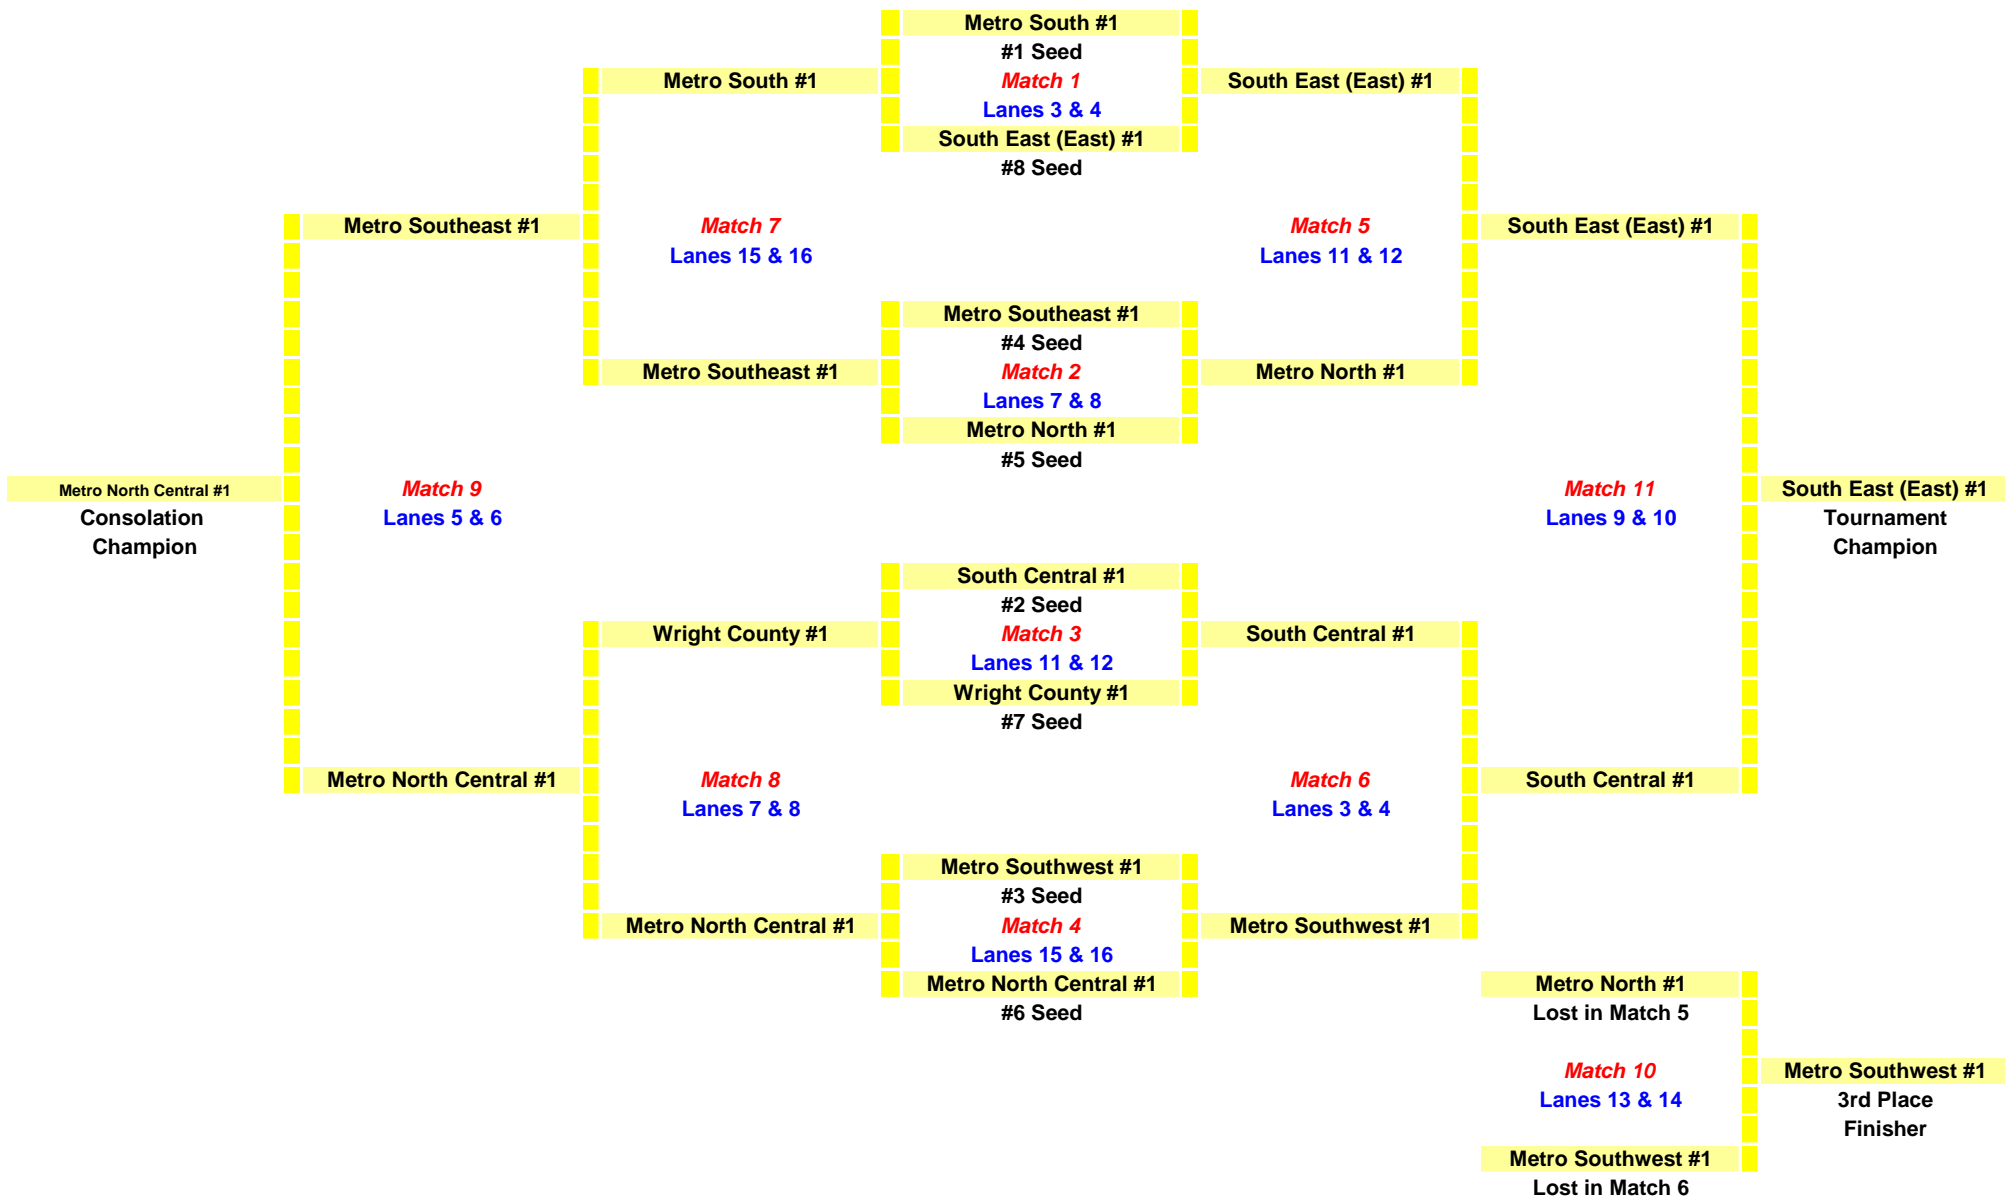 Metro South #1
#1 Seed
Metro South #1
Match 1
South East (East) #1
Lanes 3 & 4
South East (East) #1
#8 Seed
Metro Southeast #1
Match 7
Match 5
South East (East) #1
Lanes 15 & 16
Lanes 11 & 12
Metro Southeast #1
#4 Seed
Metro Southeast #1
Match 2
Metro North #1
Lanes 7 & 8
Metro North #1
#5 Seed
Metro North Central #1
Match 9
Match 11
South East (East) #1
Consolation
Lanes 5 & 6
Lanes 9 & 10
Tournament
Champion
Champion
South Central #1
#2 Seed
Wright County #1
Match 3
South Central #1
Lanes 11 & 12
Wright County #1
#7 Seed
Metro North Central #1
Match 8
Match 6
South Central #1
Lanes 7 & 8
Lanes 3 & 4
Metro Southwest #1
#3 Seed
Metro North Central #1
Match 4
Metro Southwest #1
Lanes 15 & 16
Metro North Central #1
Metro North #1
#6 Seed
Lost in Match 5
Match 10
Metro Southwest #1
Lanes 13 & 14
3rd Place
Finisher
Metro Southwest #1
Lost in Match 6